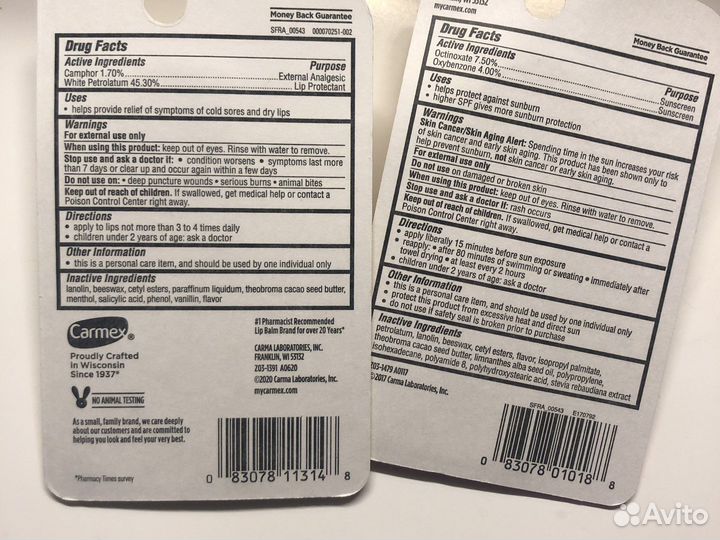 Money Back Guarantee
SFRA_00543 000070251-002
Drug Facts
Active Ingredients Purpose
Camphor 1.70%..........External Analgesic
White Petrolatum 45.30%..........Lip Protectant
Uses
• helps provide relief of symptoms of cold sores and dry lips
Warnings
For external use only
When using this product: keep out of eyes. Rinse with water to remove.
Stop use and ask a doctor if: • condition worsens • symptoms last more
than 7 days or clear up and occur again within a few days
Do not use on: • deep puncture wounds • serious burns • animal bites
Keep out of reach of children. If swallowed, get medical help or contact a
Poison Control Center right away.
Directions
• apply to lips not more than 3 to 4 times daily
• children under 2 years of age: ask a doctor
Other Information
• this is a personal care item, and should be used by one individual only
Inactive Ingredients
lanolin, beeswax, cetyl esters, paraffinum liquidum, theobroma cacao seed butter,
menthol, salicylic acid, phenol, vanillin, flavor
Carmex®
Proudly Crafted
in Wisconsin
Since 1937*
NO ANIMAL TESTING
As a small, family brand, we care deeply
about our customers and are committed to
helping you look and feel your very best.
*Pharmacy Times survey
#1 Pharmacist Recommended
Lip Balm Brand for over 20 Years*
CARMA LABORATORIES, INC.
FRANKLIN, WI 53132
Z03-1391 A0620
©2020 Carma Laboratories, Inc.
mycarmex.com
0 83078 11314 8
WI 53132
mycarmex.com
Money Back Guarantee
Drug Facts
Active Ingredients Purpose
Octinoxate 7.50%..........Sunscreen
Oxybenzone 4.00%..........Sunscreen
Uses
• helps protect against sunburn
• higher SPF gives more sunburn protection
Warnings
Skin Cancer/Skin Aging Alert: Spending time in the sun increases your risk
of skin cancer and early skin aging. This product has been shown only to
help prevent sunburn, not skin cancer or early skin aging.
For external use only
Do not use on damaged or broken skin
When using this product: keep out of eyes. Rinse with water to remove.
Stop use and ask a doctor if: rash occurs
Keep out of reach of children. If swallowed, get medical help or contact a
Poison Control Center right away.
Directions
• apply liberally 15 minutes before sun exposure
• reapply: • after 80 minutes of swimming or sweating • immediately after
towel drying • at least every 2 hours
• children under 2 years of age: ask a doctor
Other Information
• this is a personal care item, and should be used by one individual only
• protect this product from excessive heat and direct sun
• do not use if safety seal is broken prior to purchase
Inactive Ingredients
petrolatum, lanolin, beeswax, cetyl esters, flavor, isopropyl palmitate,
theobroma cacao seed butter, limnanthes alba seed oil, polypropylene,
isohexadecane, polyamide 8, polyhydroxystearic acid, stevia rebaudiana extract
Z03-1479 A0117
©2017 Carma Laboratories, Inc.
SFRA_00543 E170792
0 83078 01018 8
Avito